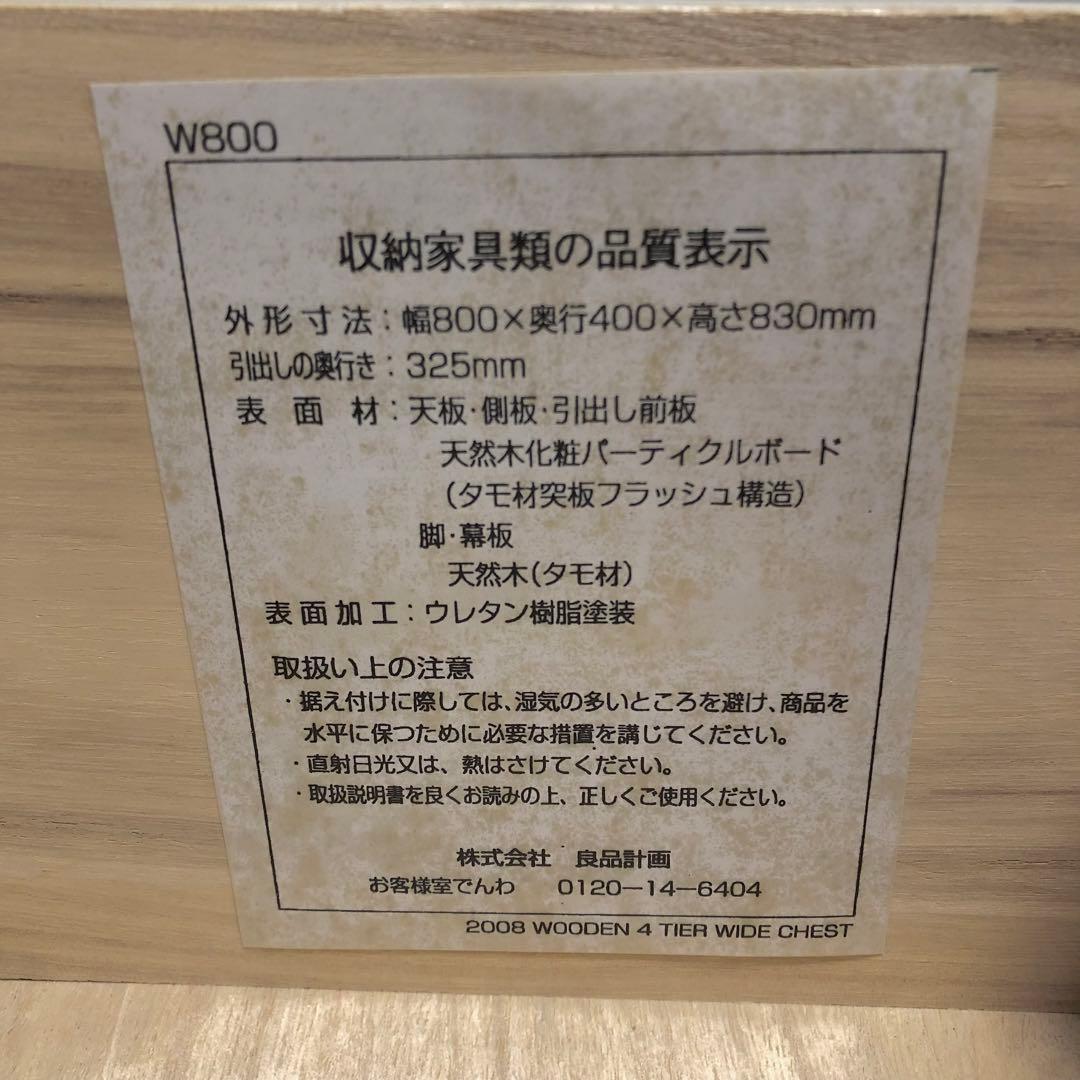 W800
収納家具類の品質表示
外形寸法：幅800×奥行400×高さ830mm
引出しの奥行き：325mm
表面材：天板・側板・引出し前板
天然木化粧パーティクルボード
（タモ材突板フラッシュ構造）
脚・幕板
天然木（タモ材）
表面加工：ウレタン樹脂塗装
取扱い上の注意
・据え付けに際しては、湿気の多いところを避け、商品を
水平に保つために必要な措置を講じてください。
・直射日光又は、熱はさけてください。
・取扱説明書を良くお読みの上、正しくご使用ください。
株式会社　良品計画
お客様室でんわ　0120－14－6404
2008 WOODEN 4 TIER WIDE CHEST